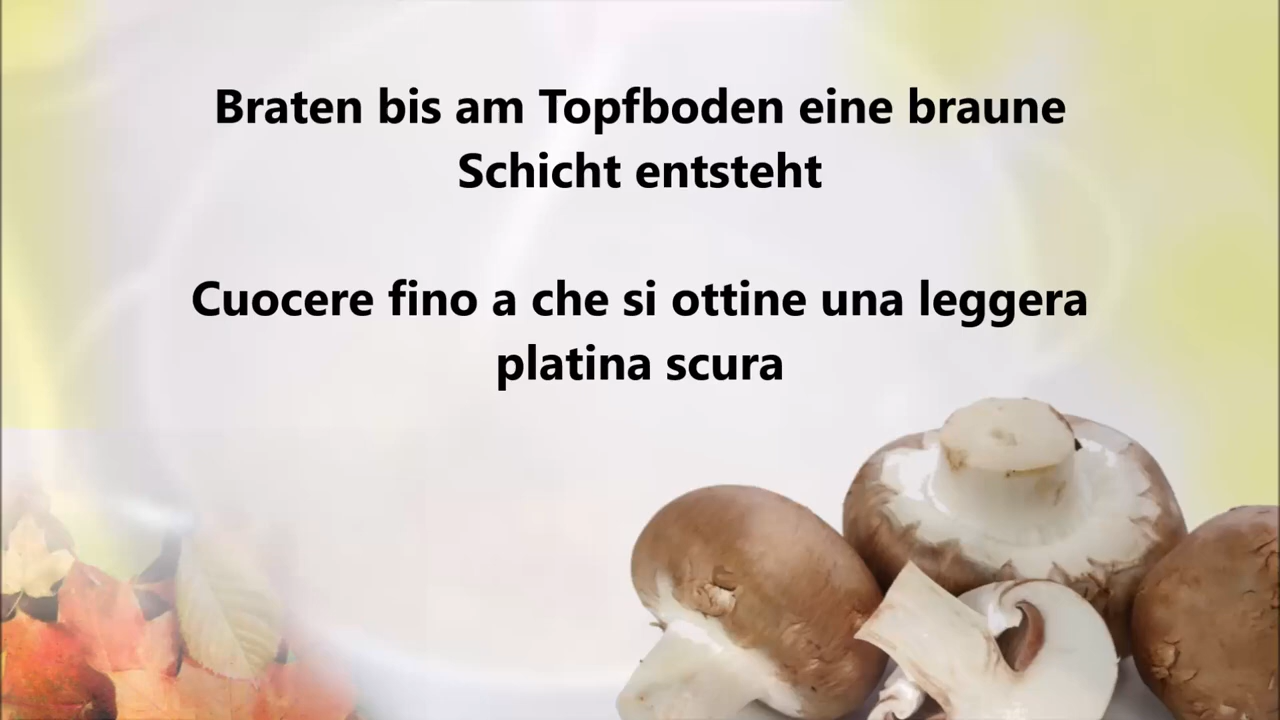 Braten bis am Topfboden eine braune
Schicht entsteht
Cuocere fino a che si ottine una leggera
platina scura